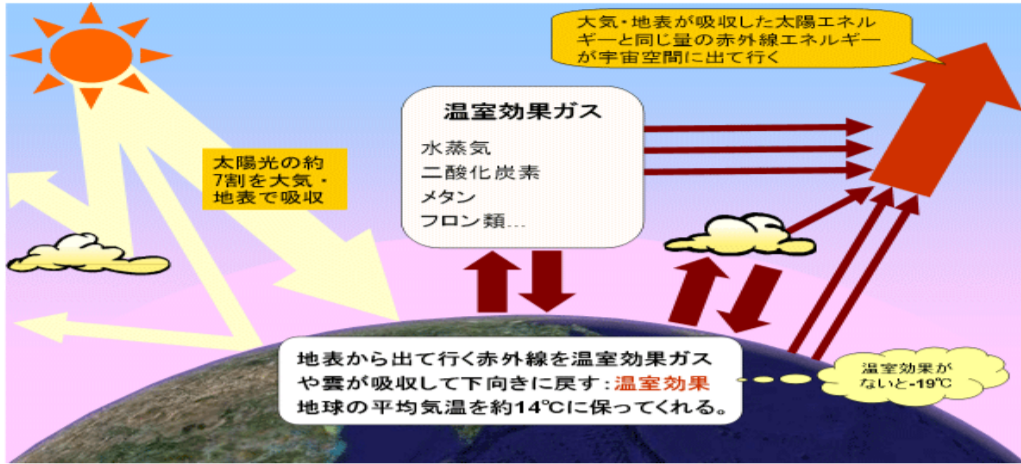 大気・地表が吸収した太陽エネル
ギーと同じ量の赤外線エネルギー
が宇宙空間に出て行く
温室効果ガス
水蒸気
二酸化炭素
メタン
フロン類…
太陽光の約
7割を大気・
地表で吸収
地表から出て行く赤外線を温室効果ガス
や雲が吸収して下向きに戻す：温室効果
地球の平均気温を約14℃に保ってくれる。
温室効果が
ないと-19℃